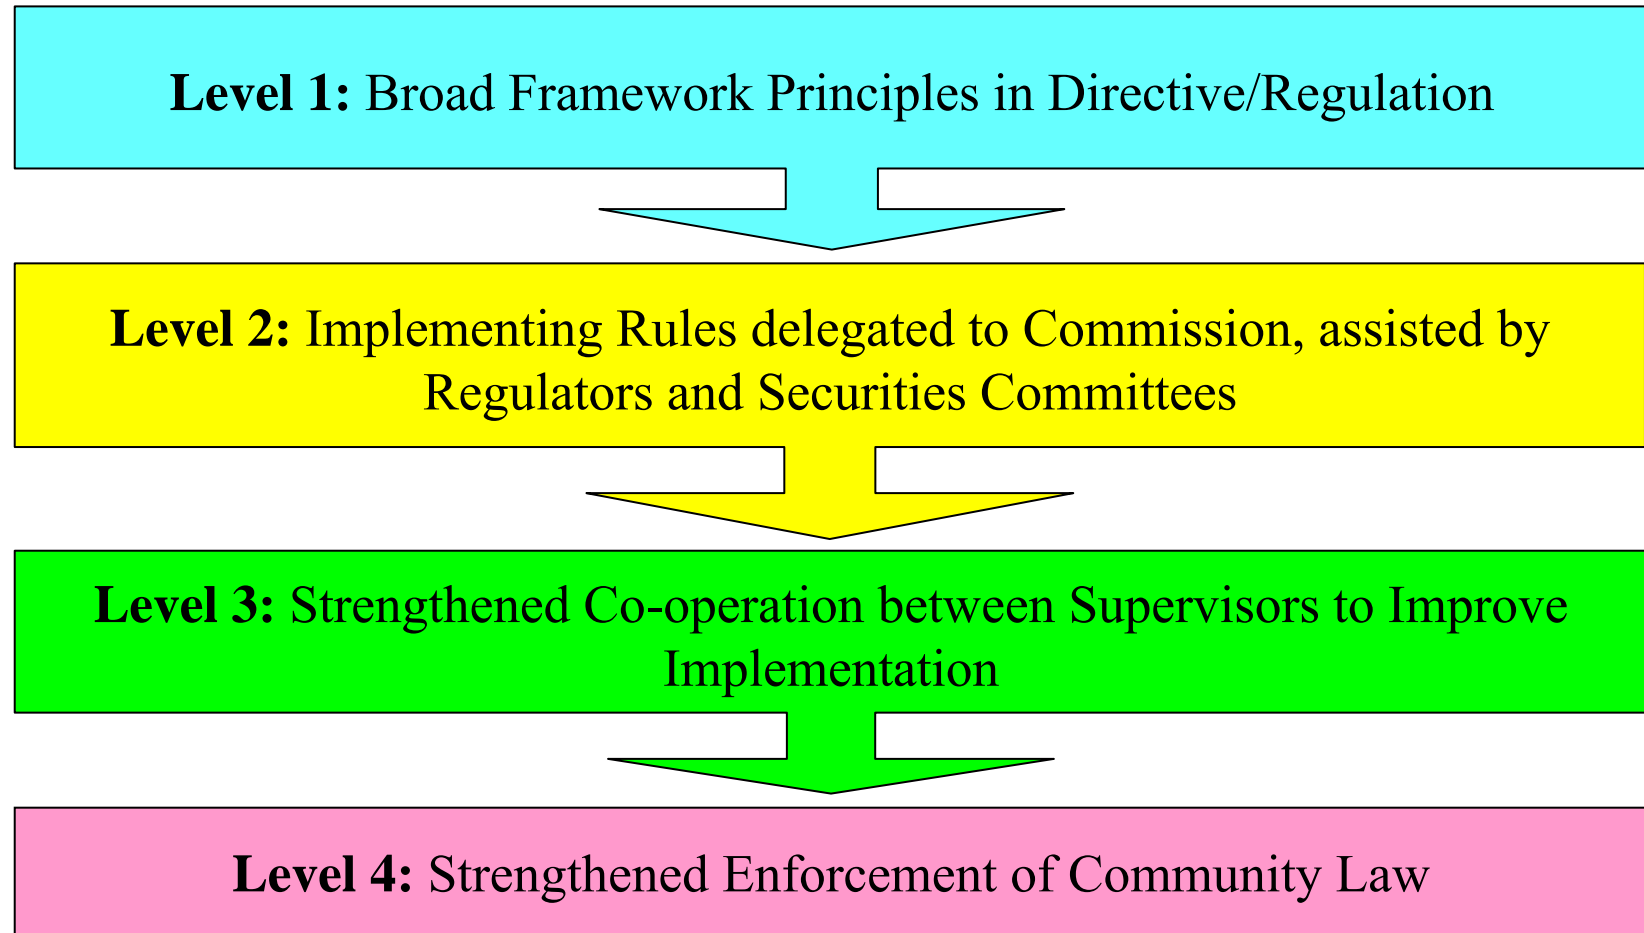 Level 1: Broad Framework Principles in Directive/Regulation
Level 2: Implementing Rules delegated to Commission, assisted by
Regulators and Securities Committees
Level 3: Strengthened Co-operation between Supervisors to Improve
Implementation
Level 4: Strengthened Enforcement of Community Law